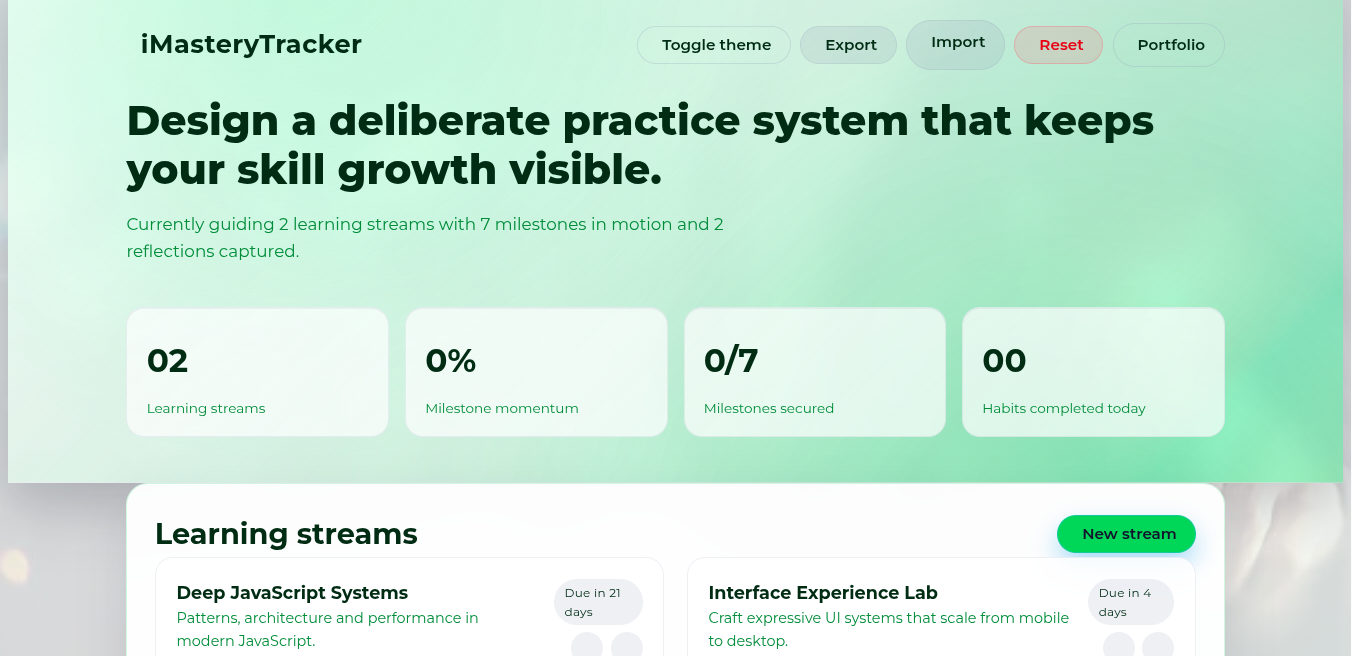 iMasteryTracker
Toggle theme
Export
Import
Reset
Portfolio
Design a deliberate practice system that keeps
your skill growth visible.
Currently guiding 2 learning streams with 7 milestones in motion and 2
reflections captured.
02
Learning streams
0%
Milestone momentum
0/7
Milestones secured
00
Habits completed today
Learning streams
New stream
Deep JavaScript Systems
Patterns, architecture and performance in
modern JavaScript.
Due in 21
days
Interface Experience Lab
Craft expressive UI systems that scale from mobile
to desktop.
Due in 4
days